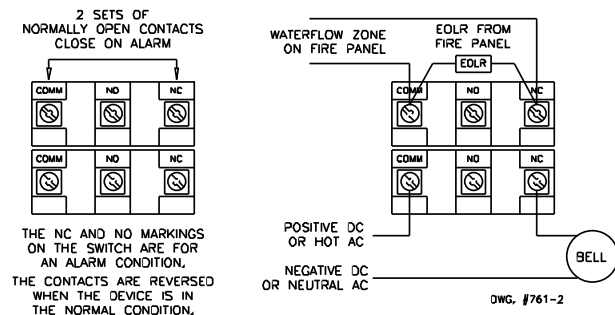 2 SETS OF
NORMALLY OPEN CONTACTS
CLOSE ON ALARM
COMM NO NC
COMM NO NC
THE NC AND NO MARKINGS
ON THE SWITCH ARE FOR
AN ALARM CONDITION.
THE CONTACTS ARE REVERSED
WHEN THE DEVICE IS IN
THE NORMAL CONDITION.
WATERFLOW ZONE
ON FIRE PANEL
EOLR FROM
FIRE PANEL
EOLR
COMM NO NC
COMM NO NC
POSITIVE DC
OR HOT AC
NEGATIVE DC
OR NEUTRAL AC
BELL
DWG. #761-2